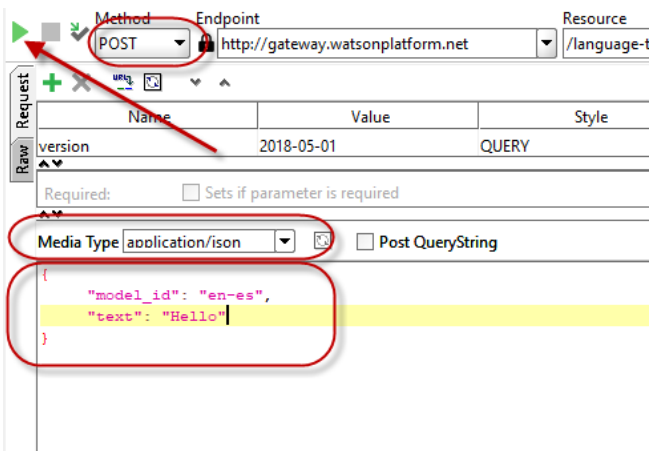 Method Endpoint Resource
POST http://gateway.watsonplatform.net /language-t
Request
Raw
Name Value Style
version 2018-05-01 QUERY
Required: Sets if parameter is required
Media Type application/json Post QueryString
{
"model_id": "en-es",
"text": "Hello"
}